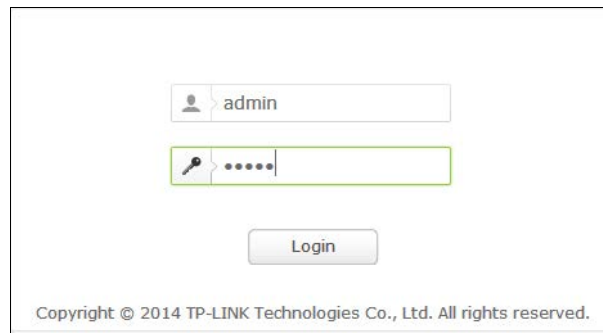 admin
•••••
Login
Copyright © 2014 TP-LINK Technologies Co., Ltd. All rights reserved.